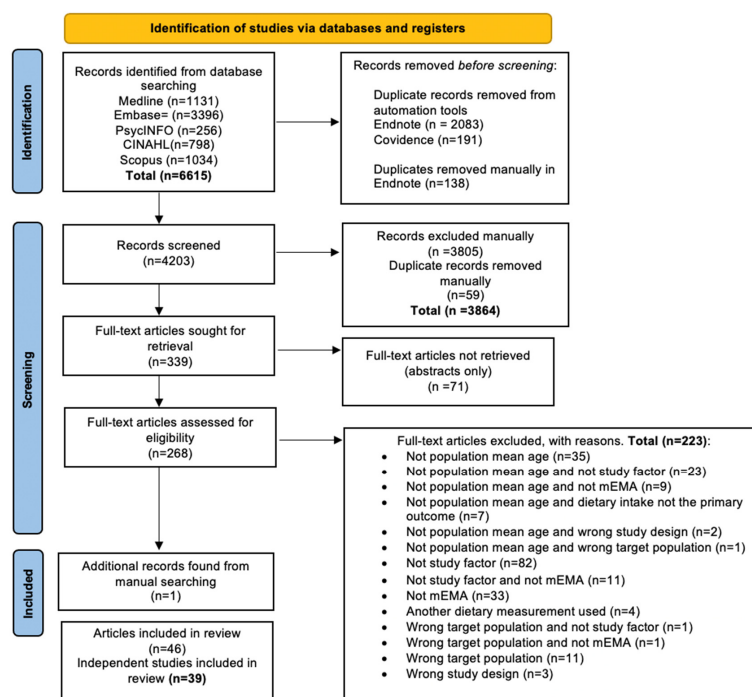 Identification of studies via databases and registers
Identification
Records identified from database
searching
Medline (n=1131)
Embase= (n=3396)
PsycINFO (n=256)
CINAHL(n=798)
Scopus (n=1034)
Total (n=6615)
Records removed before screening:
Duplicate records removed from
automation tools
Endnote (n = 2083)
Covidence (n=191)
Duplicates removed manually in
Endnote (n=138)
Screening
Records screened
(n=4203)
Records excluded manually
(n =3805)
Duplicate records removed
manually
(n=59)
Total (n =3864)
Full-text articles sought for
retrieval
(n=339)
Full-text articles not retrieved
(abstracts only)
(n =71)
Full-text articles assessed for
eligibility
(n=268)
Full-text articles excluded, with reasons. Total (n=223):
• Not population mean age (n=35)
• Not population mean age and not study factor (n=23)
• Not population mean age and not mEMA (n=9)
• Not population mean age and dietary intake not the primary
outcome (n=7)
• Not population mean age and wrong study design (n=2)
• Not population mean age and wrong target population (n=1)
• Not study factor (n=82)
• Not study factor and not mEMA (n=11)
• Not mEMA (n=33)
• Another dietary measurement used (n=4)
• Wrong target population and not study factor (n=1)
• Wrong target population and not mEMA (n=1)
• Wrong target population (n=11)
• Wrong study design (n=3)
Included
Additional records found from
manual searching
(n=1)
Articles included in review
(n=46)
Independent studies included in
review (n=39)